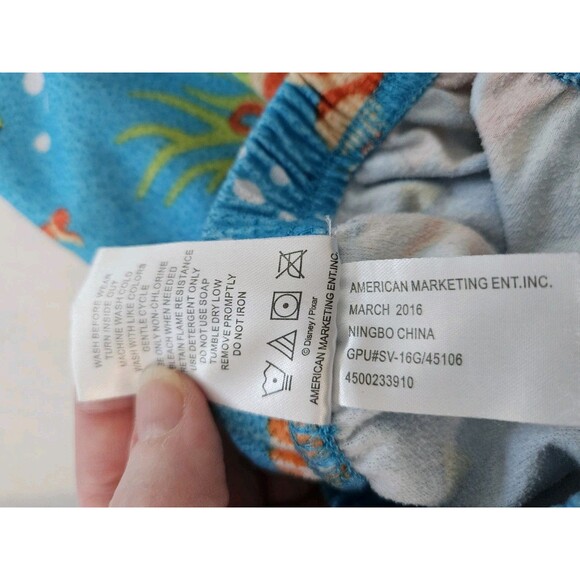 WASH BEFORE WEAR
TURN INSIDE OUT
MACHINE WASH COLD
WASH WITH LIKE COLORS
GENTLE CYCLE
ONLY NON-CHLORINE
BLEACH WHEN NEEDED
RETAIN FLAME RESISTANCE
USE DETERGENT ONLY
DO NOT USE SOAP
TUMBLE DRY LOW
REMOVE PROMPTLY
DO NOT IRON
© Disney / Pixar
AMERICAN MARKETING ENT.INC.
AMERICAN MARKETING ENT.INC.
MARCH 2016
NINGBO CHINA
GPU#SV-16G/45106
4500233910